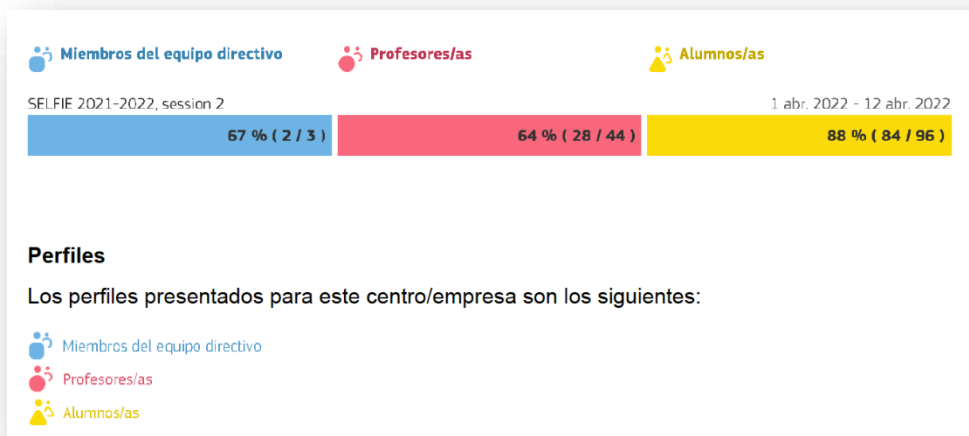 Miembros del equipo directivo Profesores/as Alumnos/as
SELFIE 2021-2022, session 2 1 abr. 2022 - 12 abr. 2022
67 % ( 2 / 3 ) 64 % ( 28 / 44 ) 88 % ( 84 / 96 )
Perfiles
Los perfiles presentados para este centro/empresa son los siguientes:
Miembros del equipo directivo
Profesores/as
Alumnos/as